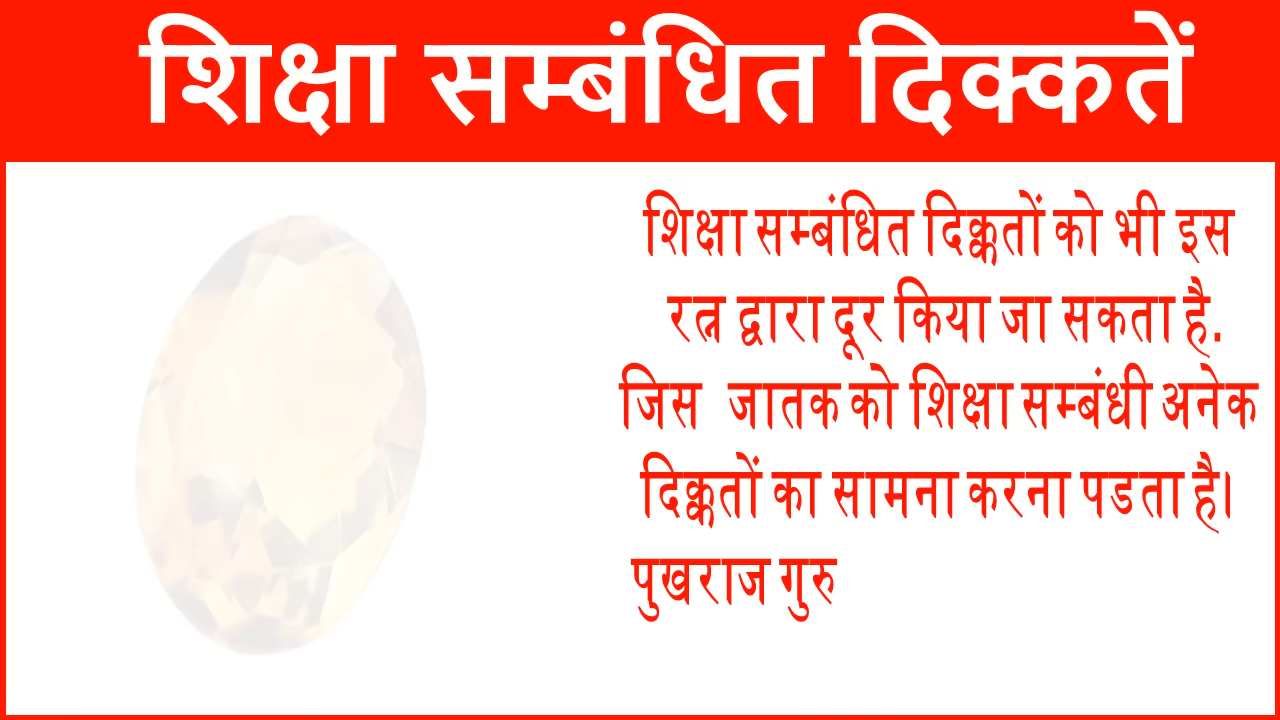 शिक्षा सम्बंधित दिक्कतें
शिक्षा सम्बंधित दिक्कतों को भी इस
रत्न द्वारा दूर किया जा सकता है.
जिस जातक को शिक्षा सम्बंधी अनेक
दिक्कतों का सामना करना पडता है।
पुखराज गुरु